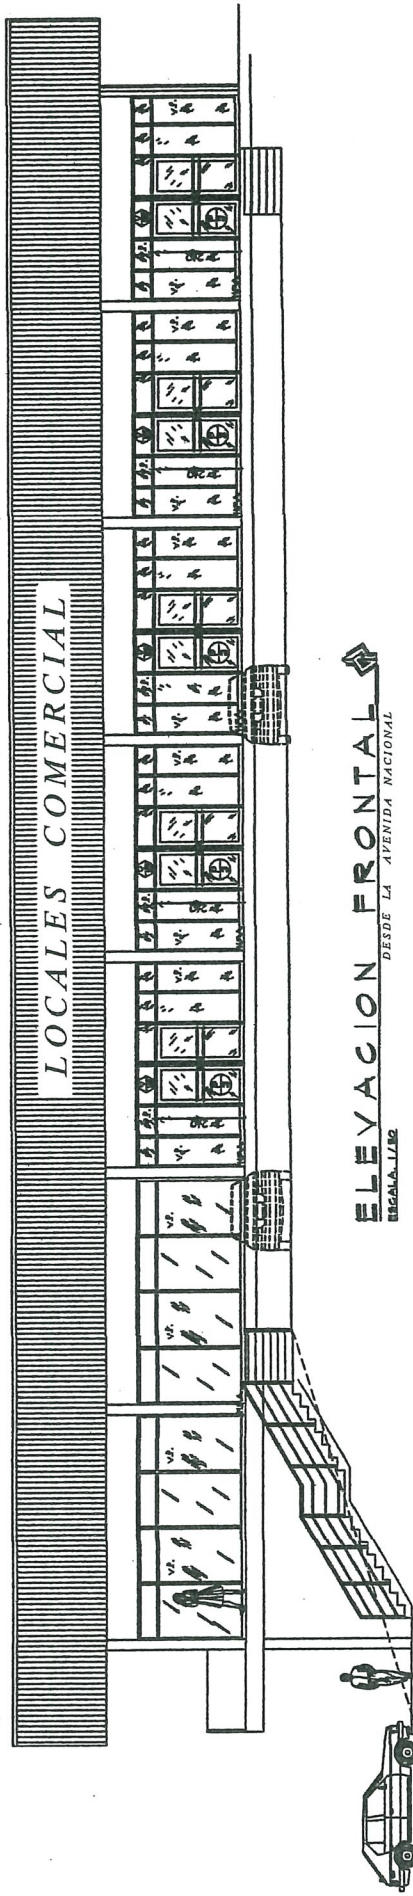 LOCALES COMERCIAL
ELEVACION FRONTAL
DESDE LA AVENIDA NACIONAL
ESCALA. 1/50